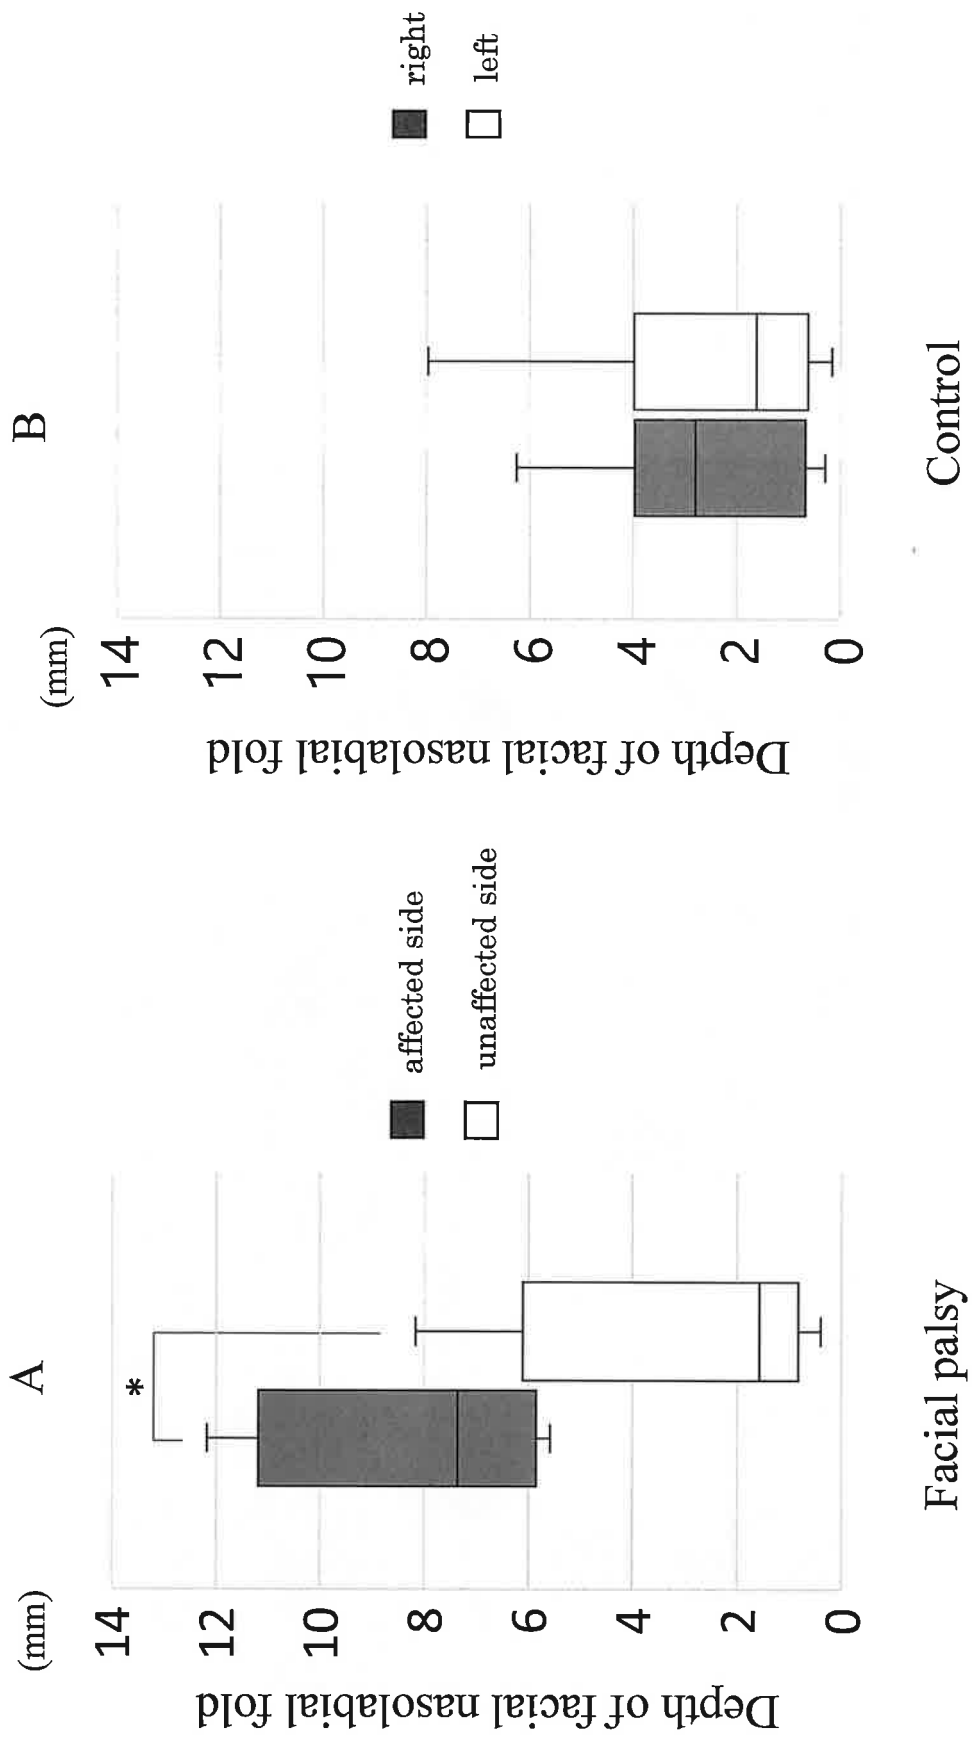 A
(mm)
14
12
10
8
6
4
2
0
Depth of facial nasolabial fold
*
affected side
unaffected side
Facial palsy
B
(mm)
14
12
10
8
6
4
2
0
Depth of facial nasolabial fold
right
left
Control